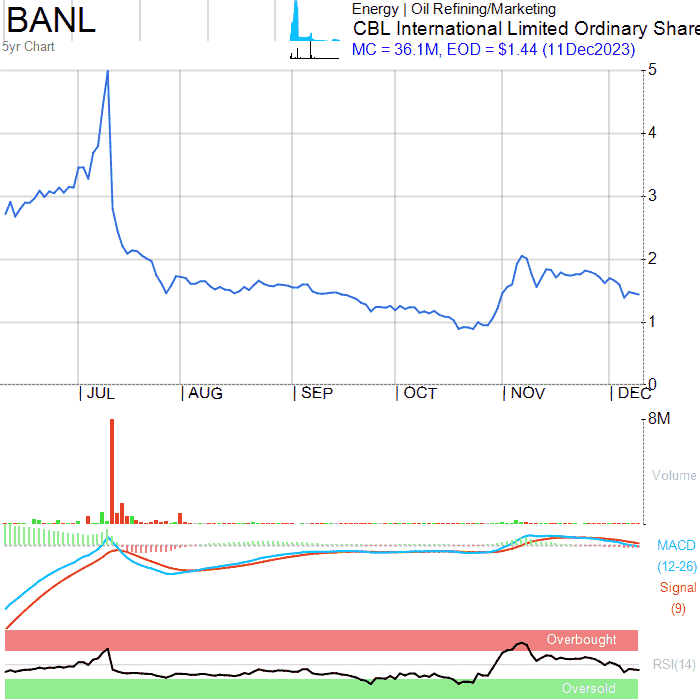 BANL
5yr Chart
Energy | Oil Refining/Marketing
CBL International Limited Ordinary Share
MC = 36.1M, EOD = $1.44 (11Dec2023)
5
4
3
2
1
0
| JUL | AUG | SEP | OCT | NOV | DEC
8M
Volume
MACD
(12-26)
Signal
(9)
Overbought
RSI(14)
Oversold